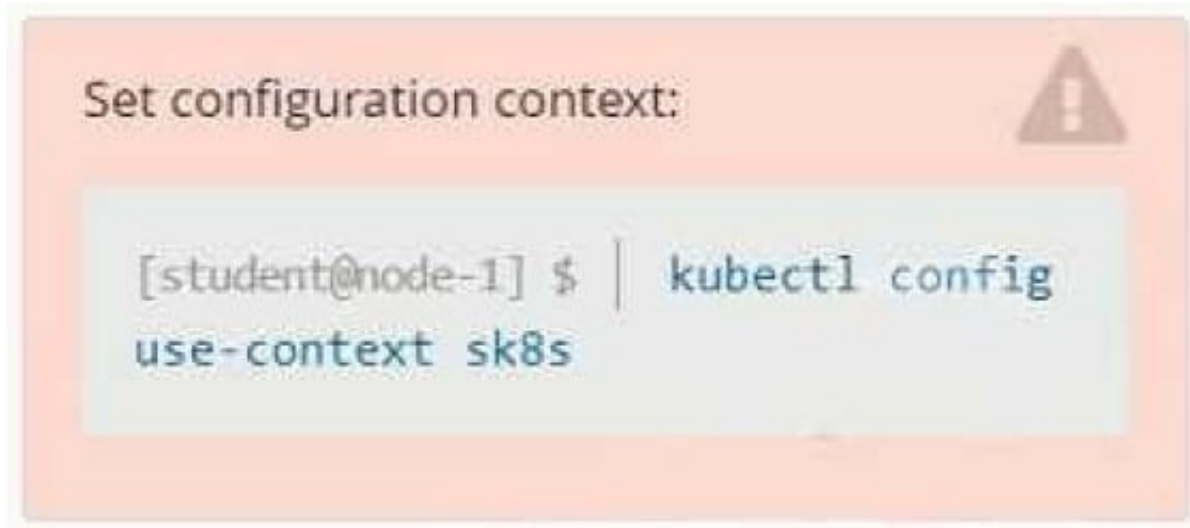 Set configuration context:
[student@node-1] $ | kubectl config
use-context sk8s